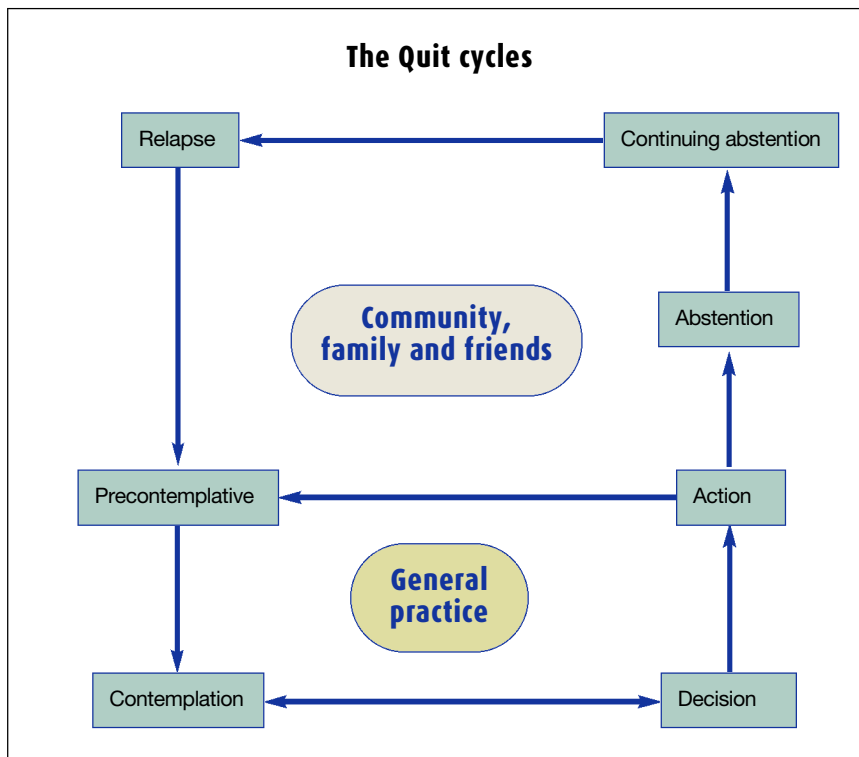 The Quit cycles
Relapse
Continuing abstention
Community,
family and friends
Abstention
Precontemplative
Action
General
practice
Contemplation
Decision